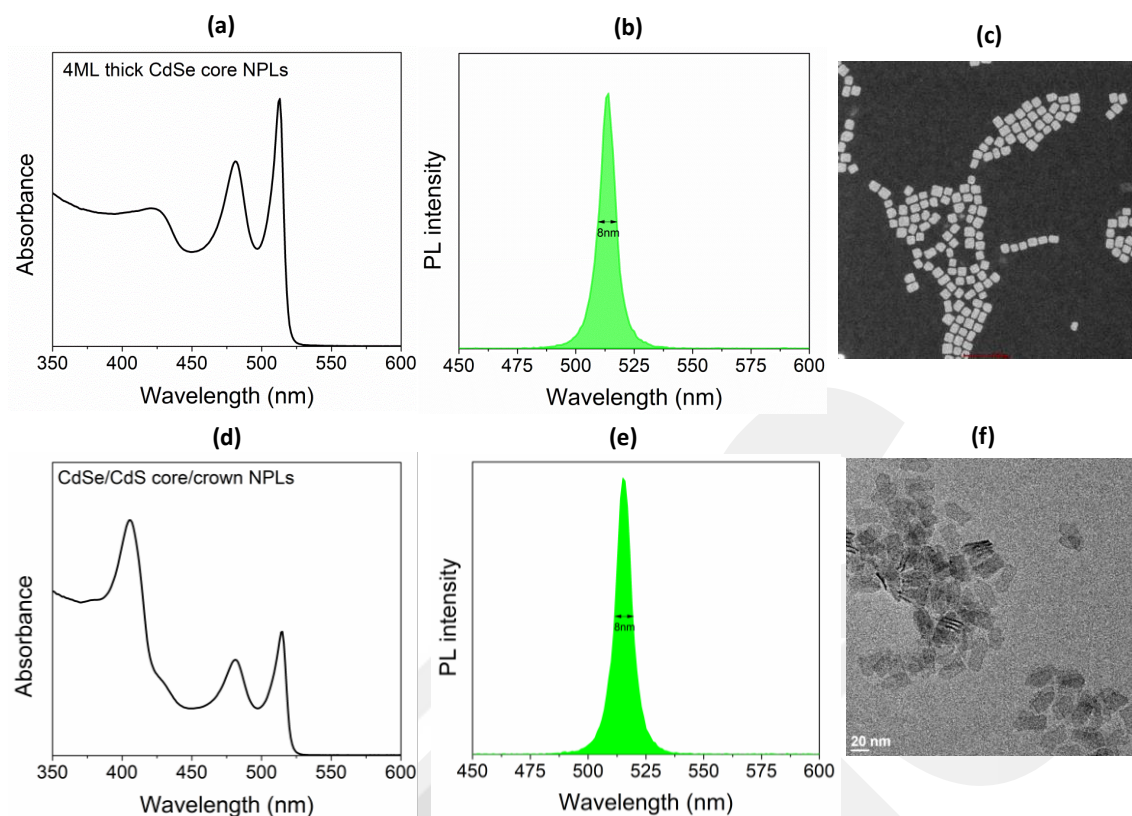 (a)
(b)
(c)
4ML thick CdSe core NPLs
Absorbance
350 400 450 500 550 600
Wavelength (nm)
PL intensity
8nm
450 475 500 525 550 575 600
Wavelength (nm)
(d)
(e)
(f)
CdSe/CdS core/crown NPLs
Absorbance
350 400 450 500 550 600
Wavelength (nm)
PL intensity
8nm
450 475 500 525 550 575 600
Wavelength (nm)
20 nm